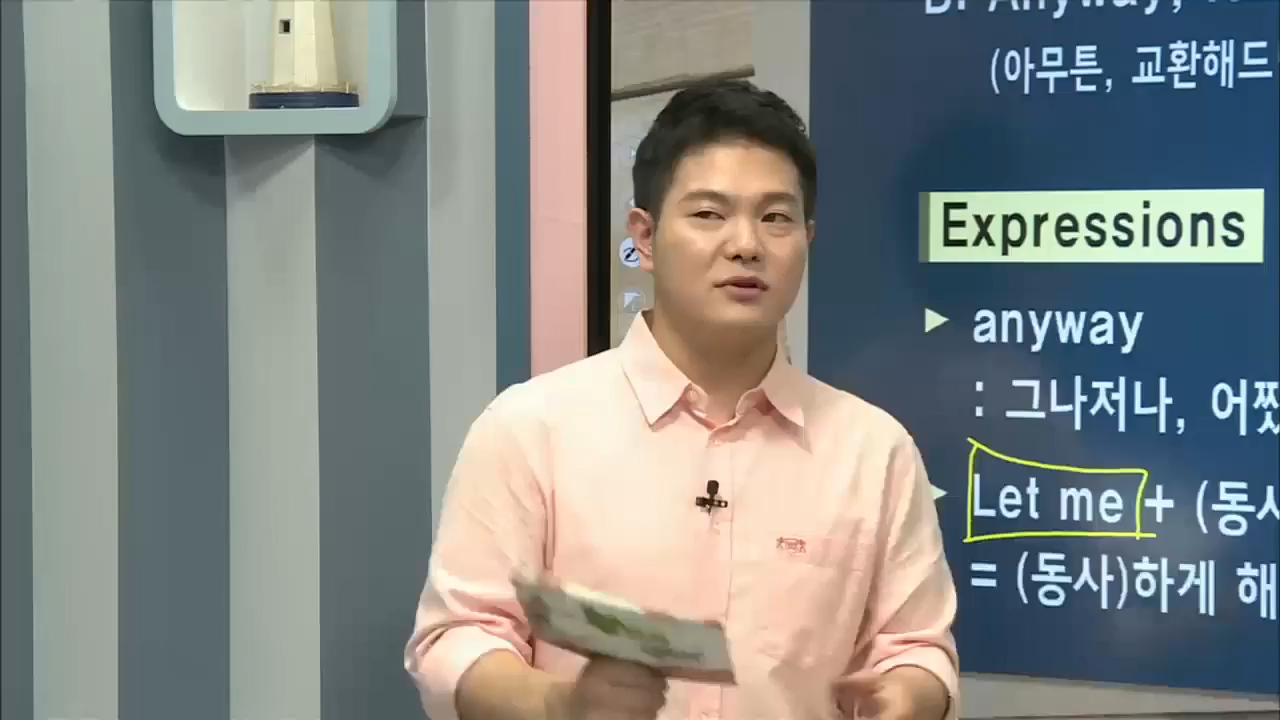 (아무튼, 교환해드
Expressions
anyway
: 그나저나, 어쨌
Let me + (동사
= (동사)하게 해